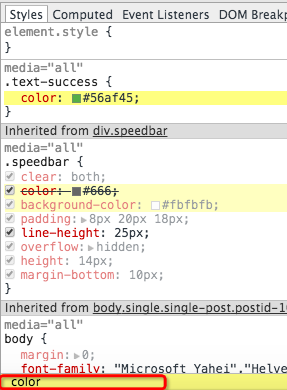 Styles Computed Event Listeners DOM Breakp
element.style {
}
media="all"
.text-success {
color: #56af45;
}
Inherited from div.speedbar
media="all"
.speedbar {
clear: both;
color: #666;
background-color: #fbfbfb;
padding: 8px 20px 18px;
line-height: 25px;
overflow: hidden;
height: 14px;
margin-bottom: 10px;
}
Inherited from body.single.single-post.postid-10
media="all"
body {
margin: 0;
font-family: "Microsoft Yahei","Helve
color